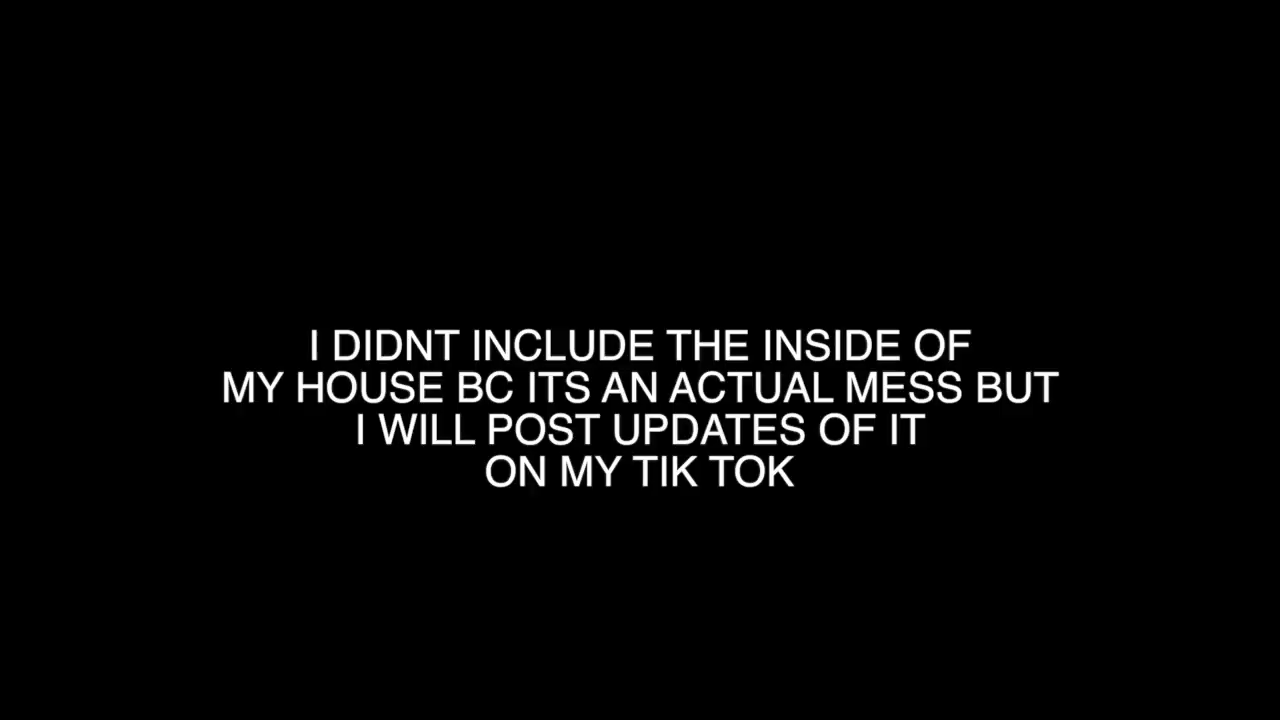 I DIDNT INCLUDE THE INSIDE OF
MY HOUSE BC ITS AN ACTUAL MESS BUT
I WILL POST UPDATES OF IT
ON MY TIK TOK